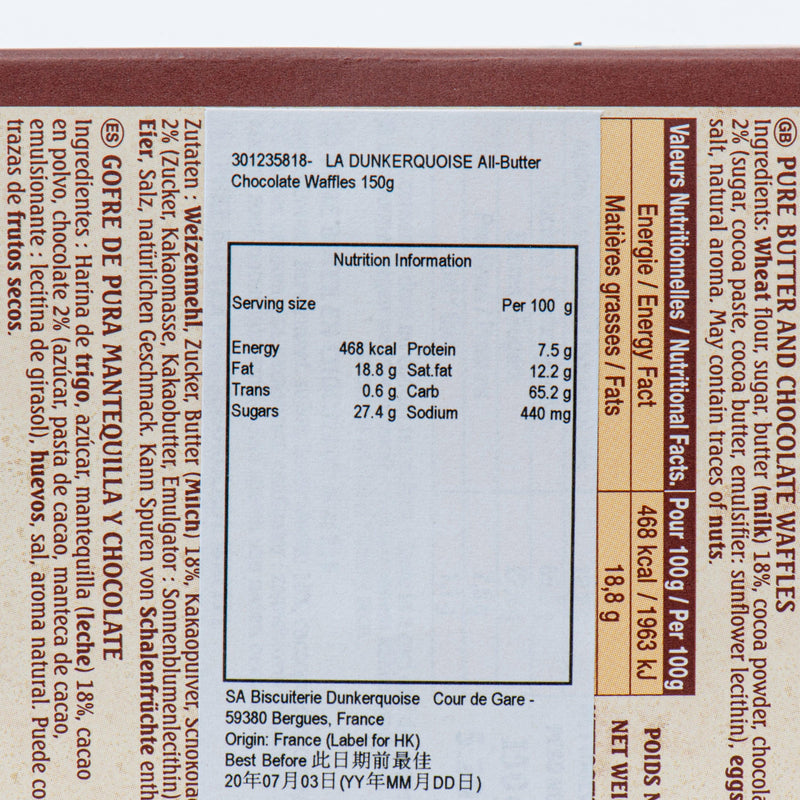 301235818- LA DUNKERQUOISE All-Butter
Chocolate Waffles 150g
Nutrition Information
Serving size Per 100 g
Energy 468 kcal Protein 7.5 g
Fat 18.8 g Sat.fat 12.2 g
Trans 0.6 g Carb 65.2 g
Sugars 27.4 g Sodium 440 mg
SA Biscuiterie Dunkerquoise Cour de Gare -
59380 Bergues, France
Origin: France (Label for HK)
Best Before 此日期前最佳
20年07月03日(YY年MM月DD日)
GB PURE BUTTER AND CHOCOLATE WAFFLES
Ingredients: Wheat flour, sugar, butter (milk) 18%, cocoa powder,
2% (sugar, cocoa paste, cocoa butter, emulsifier: sunflower lecithin), eggs
salt, natural aroma. May contain traces of nuts.
Valeurs Nutritionnelles / Nutritional Facts. Pour 100g / Per 100g
Energie / Energy Fact 468 kcal / 1963 kJ
Matières grasses / Fats 18,8 g
POIDS
NET
Zutaten : Weizenmehl, Zucker, Butter (Milch) 18%, Kakaopulver,
2% (Zucker, Kakaomasse, Kakaobutter, Emulgator : Sonnenblumenlecithin)
Eier, Salz, natürlichen Geschmack. Kann Spuren von Schalenfrüchte
ES GOFRE DE PURA MANTEQUILLA Y CHOCOLATE
Ingredientes : Harina de trigo, azúcar, mantequilla (leche) 18%, cacao
en polvo, chocolate 2% (azúcar, pasta de cacao, manteca de cacao,
emulsionante : lecitina de girasol), huevos, sal, aroma natural. Puede
trazas de frutos secos.